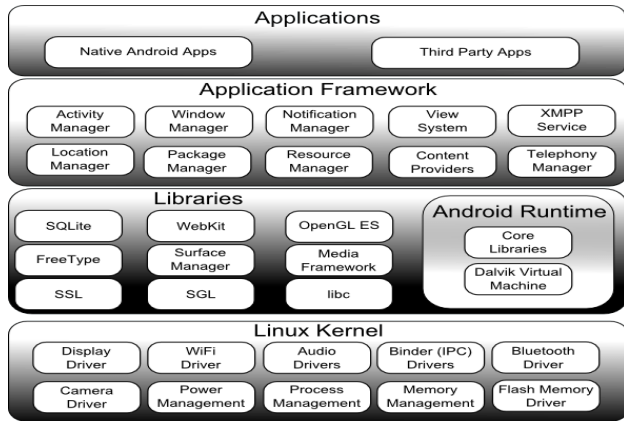 Applications
Native Android Apps
Third Party Apps
Application Framework
Activity
Manager
Window
Manager
Notification
Manager
View
System
XMPP
Service
Location
Manager
Package
Manager
Resource
Manager
Content
Providers
Telephony
Manager
Libraries
SQLite
WebKit
OpenGL ES
FreeType
Surface
Manager
Media
Framework
SSL
SGL
libc
Android Runtime
Core
Libraries
Dalvik Virtual
Machine
Linux Kernel
Display
Driver
WiFi
Driver
Audio
Drivers
Binder (IPC)
Drivers
Bluetooth
Driver
Camera
Driver
Power
Management
Process
Management
Memory
Management
Flash Memory
Driver